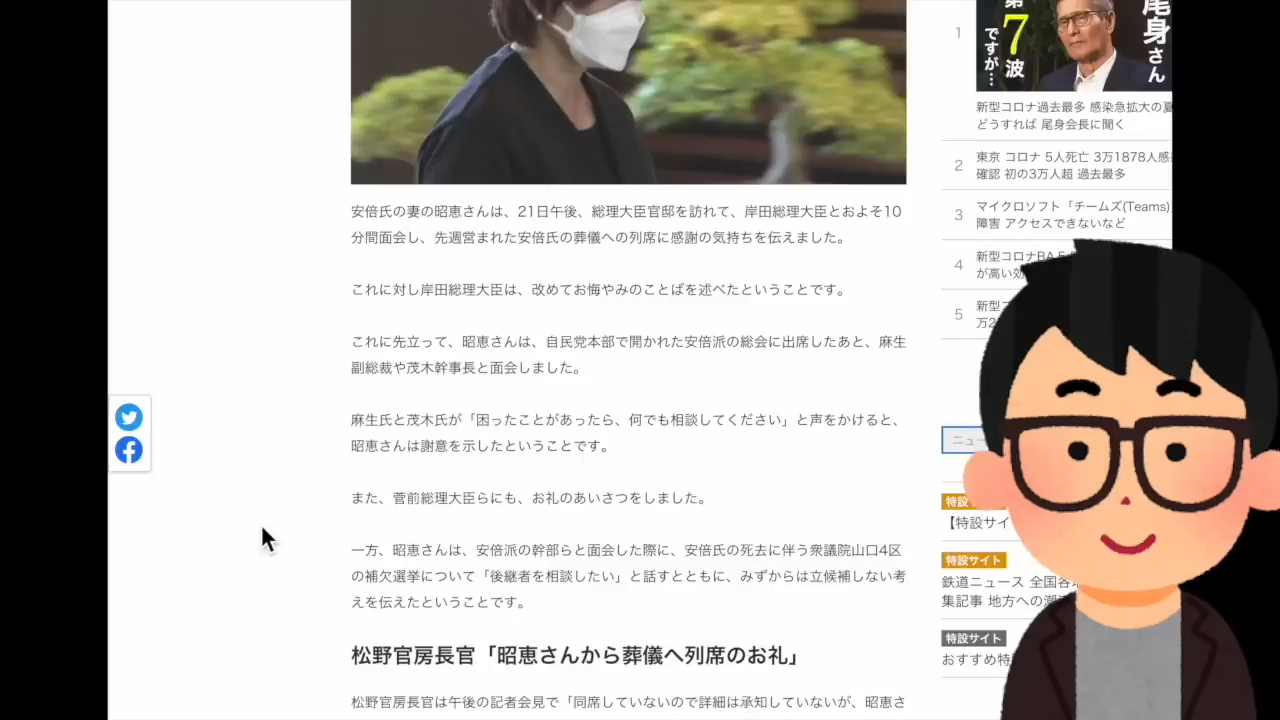 安倍氏の妻の昭恵さんは、21日午後、総理大臣官邸を訪れて、岸田総理大臣とおよそ10
分間面会し、先週営まれた安倍氏の葬儀への列席に感謝の気持ちを伝えました。
これに対し岸田総理大臣は、改めてお悔やみのことばを述べたということです。
これに先立って、昭恵さんは、自民党本部で開かれた安倍派の総会に出席したあと、麻生
副総裁や茂木幹事長と面会しました。
麻生氏と茂木氏が「困ったことがあったら、何でも相談してください」と声をかけると、
昭恵さんは謝意を示したということです。
また、菅前総理大臣らにも、お礼のあいさつをしました。
一方、昭恵さんは、安倍派の幹部らと面会した際に、安倍氏の死去に伴う衆議院山口4区
の補欠選挙について「後継者を相談したい」と話すとともに、みずからは立候補しない考
えを伝えたということです。
松野官房長官「昭恵さんから葬儀へ列席のお礼」
松野官房長官は午後の記者会見で「同席していないので詳細は承知していないが、昭恵さ
1
尾身さん
第7波
ですが…
新型コロナ過去最多 感染急拡大の夏
どうすれば 尾身会長に聞く
2
東京 コロナ 5人死亡 3万1878人感
確認 初の3万人超 過去最多
3
マイクロソフト「チームズ(Teams)
障害 アクセスできないなど
4
新型コロナBA.5
が高い効
5
新型
万2
ニュー
特設サ
【特設サイ
特設サイト
鉄道ニュース 全国各地
集記事 地方への潮流
特設サイト
おすすめ特